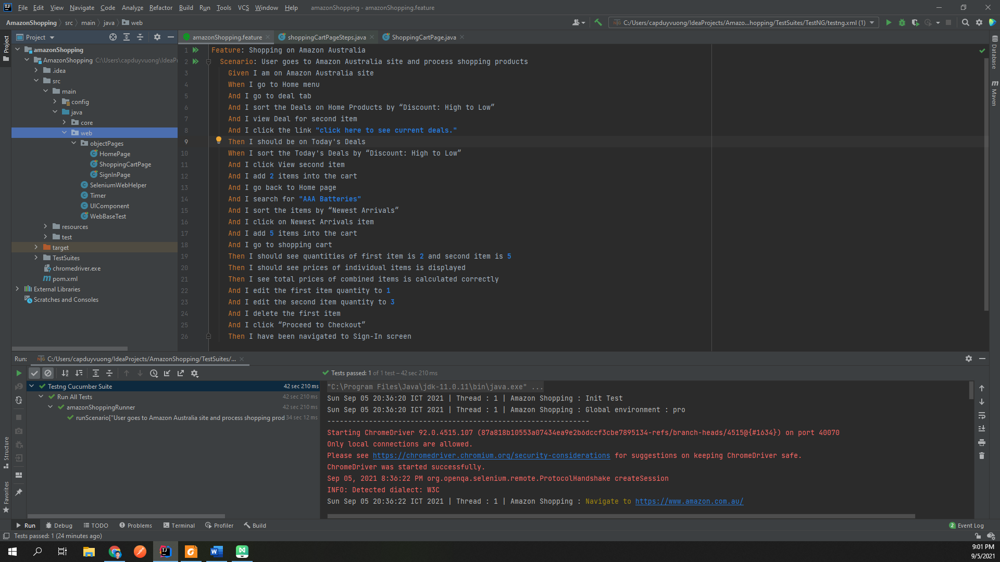 File Edit View Navigate Code Analyze Refactor Build Run Tools VCS Window Help amazonShopping - amazonShopping.feature
AmazonShopping src main java web
C:/Users/capduyvuong/IdeaProjects/Amazo...hopping/TestSuites/TestNG/testng.xml (1)
Project
Project
amazonShopping.feature shoppingCartPageSteps.java ShoppingCartPage.java
amazonShopping
AmazonShopping C:\Users\capduyvuong\IdeaPr
.idea
src
main
config
java
core
web
objectPages
HomePage
ShoppingCartPage
SignInPage
SeleniumWebHelper
Timer
UIComponent
WebBaseTest
resources
test
target
TestSuites
chromedriver.exe
pom.xml
External Libraries
Scratches and Consoles
1 Feature: Shopping on Amazon Australia
2 Scenario: User goes to Amazon Australia site and process shopping products
3 Given I am on Amazon Australia site
4 When I go to Home menu
5 And I go to deal tab
6 And I sort the Deals on Home Products by “Discount: High to Low”
7 And I view Deal for second item
8 And I click the link "click here to see current deals."
9 Then I should be on Today's Deals
10 When I sort the Today's Deals by “Discount: High to Low”
11 And I click View second item
12 And I add 2 items into the cart
13 And I go back to Home page
14 And I search for "AAA Batteries"
15 And I sort the items by “Newest Arrivals”
16 And I click on Newest Arrivals item
17 And I add 5 items into the cart
18 And I go to shopping cart
19 Then I should see quantities of first item is 2 and second item is 5
20 Then I should see prices of individual items is displayed
21 Then I see total prices of combined items is calculated correctly
22 And I edit the first item quantity to 1
23 And I edit the second item quantity to 3
24 And I delete the first item
25 And I click “Proceed to Checkout”
26 Then I have been navigated to Sign-In screen
Database
Maven
Run: C:/Users/capduyvuong/IdeaProjects/AmazonShopping/TestSuites/...
Tests passed: 1 of 1 test – 42 sec 210 ms
Testng Cucumber Suite 42 sec 210 ms
Run All Tests 42 sec 210 ms
amazonShoppingRunner 42 sec 210 ms
runScenario["User goes to Amazon Australia site and process shopping prod 34 sec 12 ms
"C:\Program Files\Java\jdk-11.0.11\bin\java.exe" ...
Sun Sep 05 20:36:20 ICT 2021 | Thread : 1 | Amazon Shopping : Init Test
Sun Sep 05 20:36:20 ICT 2021 | Thread : 1 | Amazon Shopping : Global environment : pro
---------------------------------------------------------------
Starting ChromeDriver 92.0.4515.107 (87a818b10553a07434ea9e2b6dccf3cbe7895134-refs/branch-heads/4515@{#1634}) on port 40070
Only local connections are allowed.
Please see https://chromedriver.chromium.org/security-considerations for suggestions on keeping ChromeDriver safe.
ChromeDriver was started successfully.
Sep 05, 2021 8:36:22 PM org.openqa.selenium.remote.ProtocolHandshake createSession
INFO: Detected dialect: W3C
Sun Sep 05 20:36:22 ICT 2021 | Thread : 1 | Amazon Shopping : Navigate to https://www.amazon.com.au/
Structure
Favorites
Run Debug TODO Problems Terminal Profiler Build 2 Event Log
Tests passed: 1 (24 minutes ago)
9:01 PM
9/5/2021